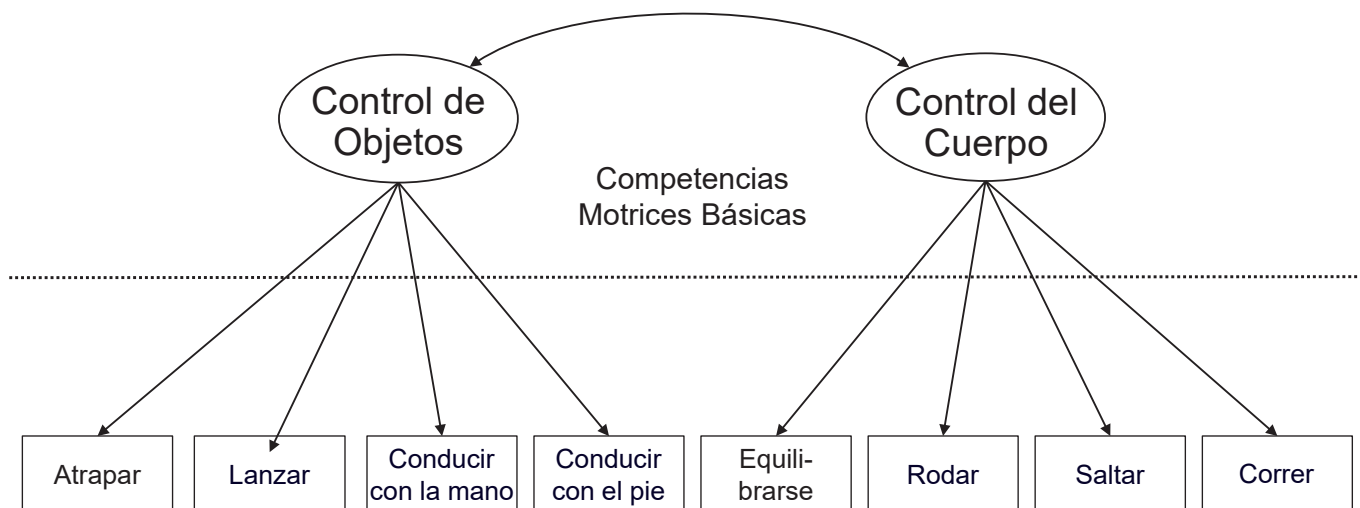 Control de
Objetos
Control del
Cuerpo
Competencias
Motrices Básicas
Atrapar
Lanzar
Conducir
con la mano
Conducir
con el pie
Equili-
brarse
Rodar
Saltar
Correr